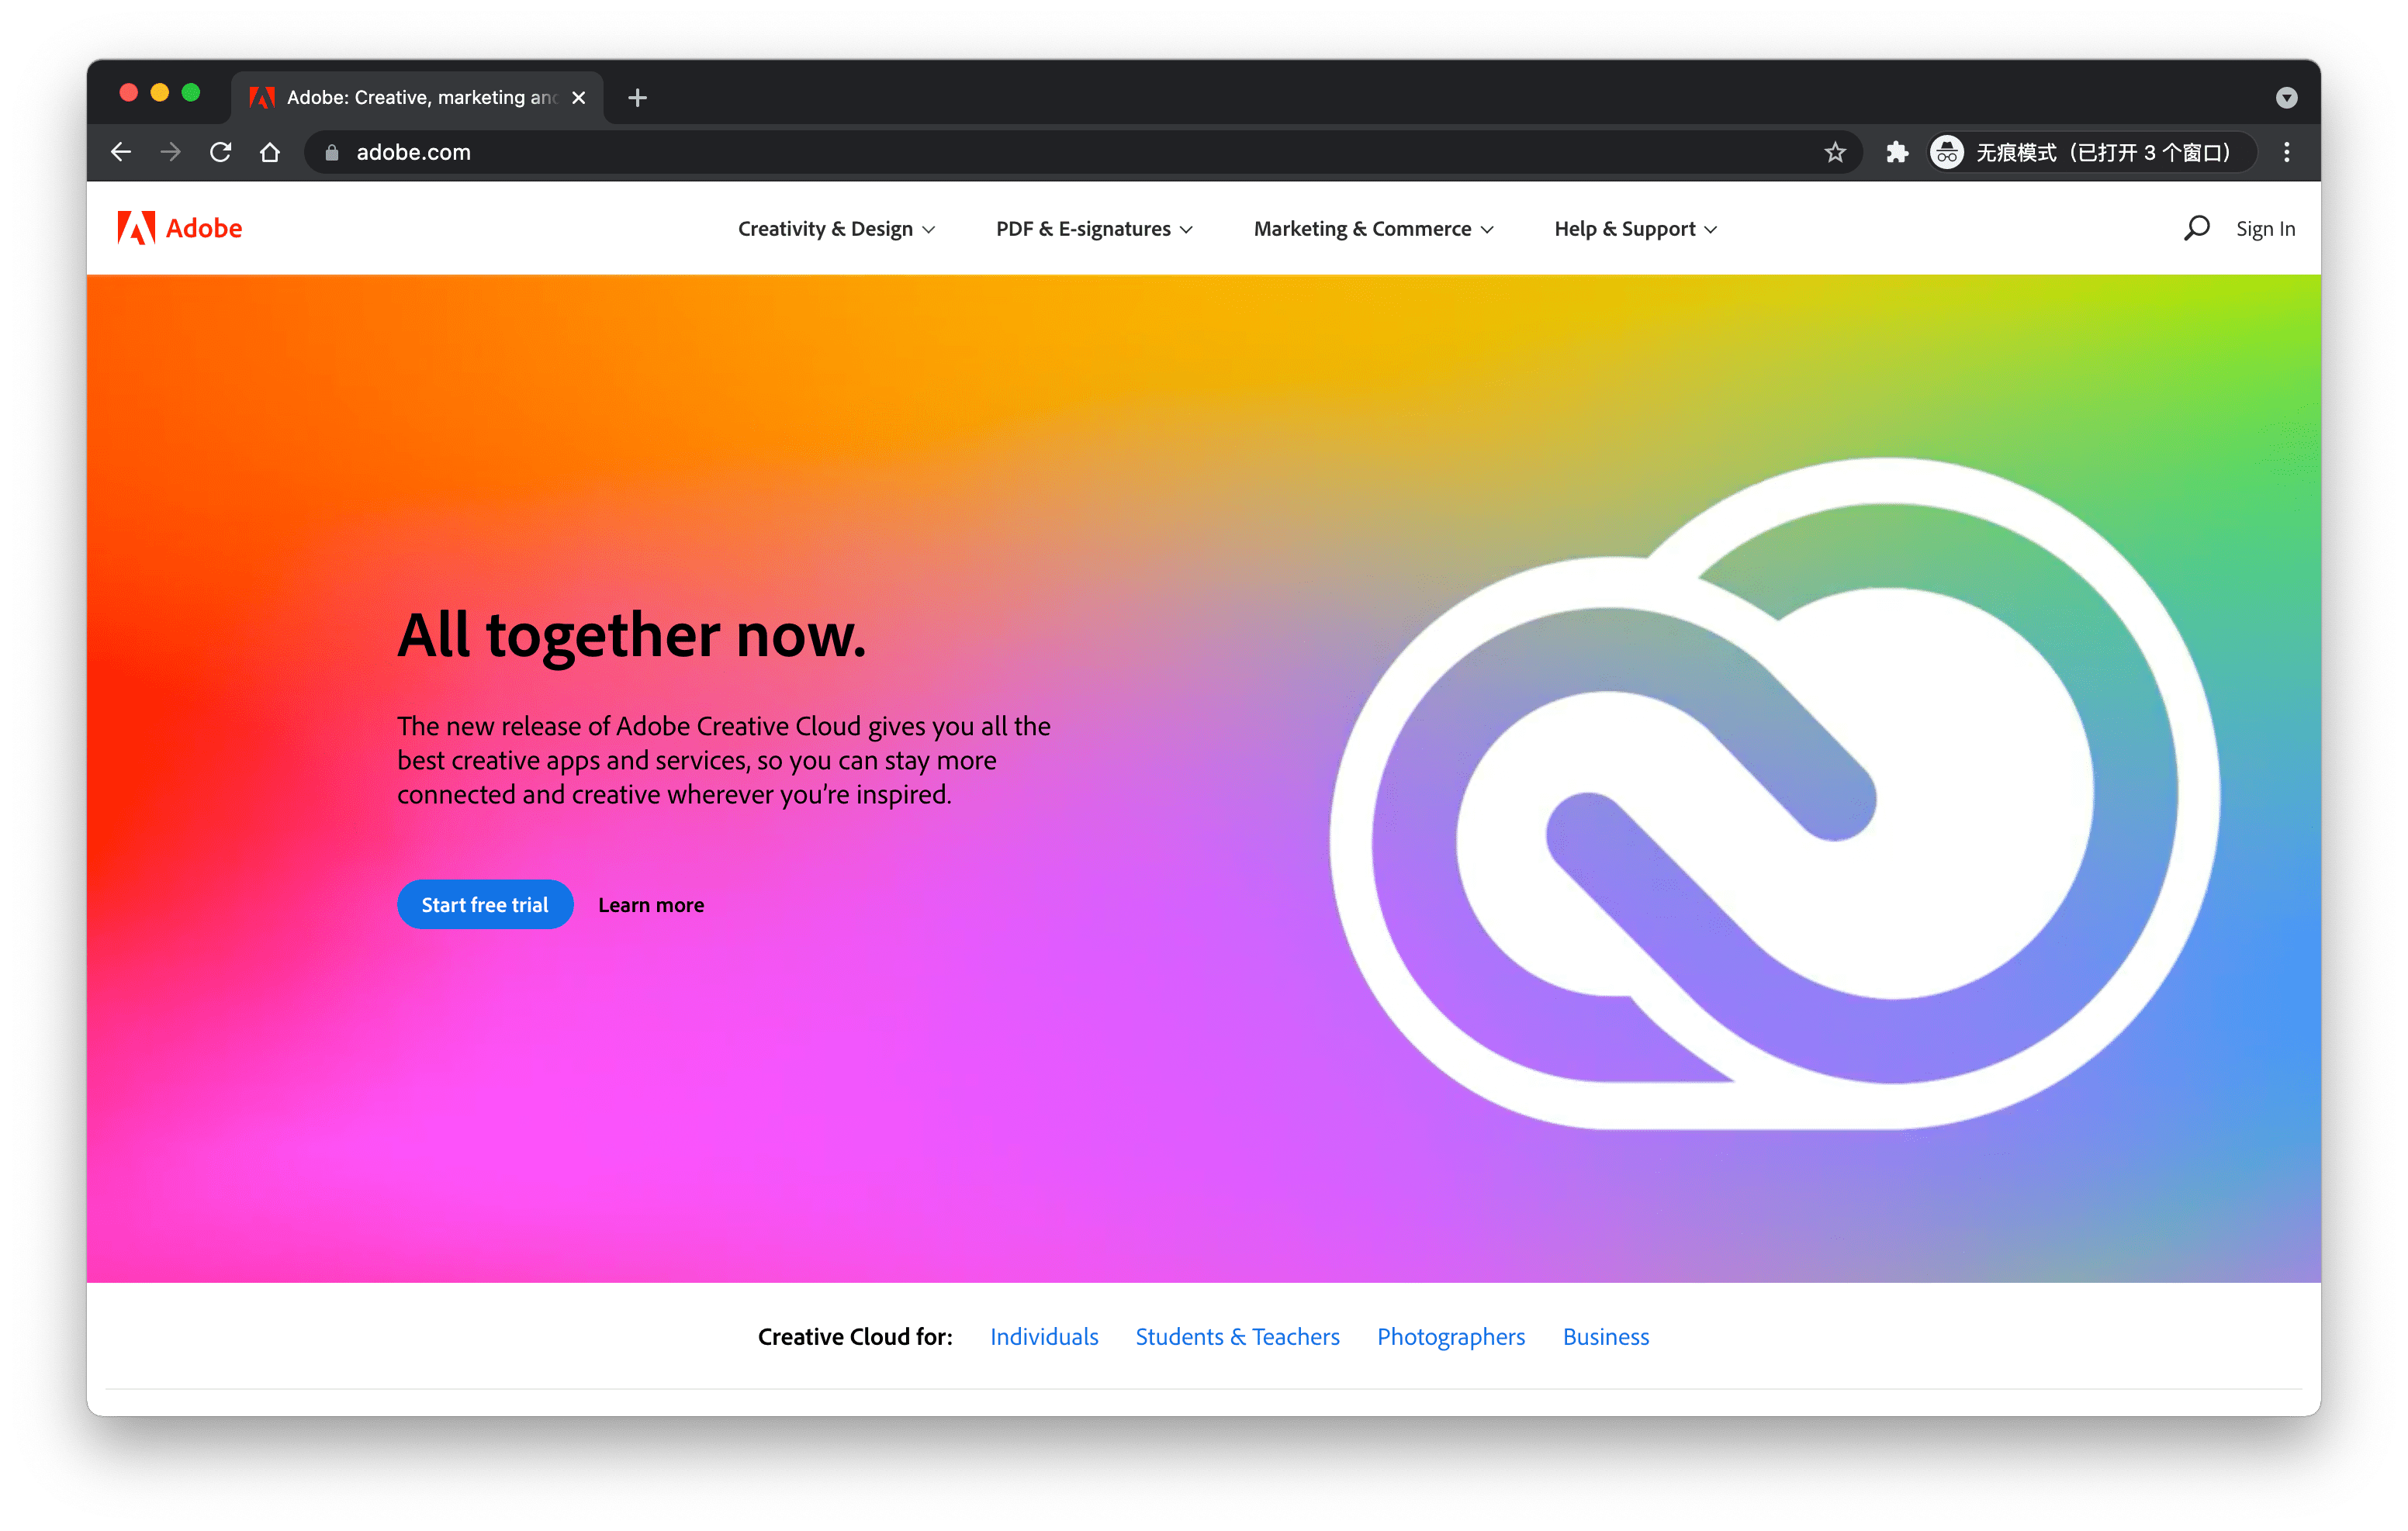 Adobe: Creative, marketing and
adobe.com
无痕模式（已打开 3 个窗口）
Adobe
Creativity & Design
PDF & E-signatures
Marketing & Commerce
Help & Support
Sign In
All together now.
The new release of Adobe Creative Cloud gives you all the
best creative apps and services, so you can stay more
connected and creative wherever you’re inspired.
Start free trial
Learn more
Creative Cloud for:
Individuals
Students & Teachers
Photographers
Business